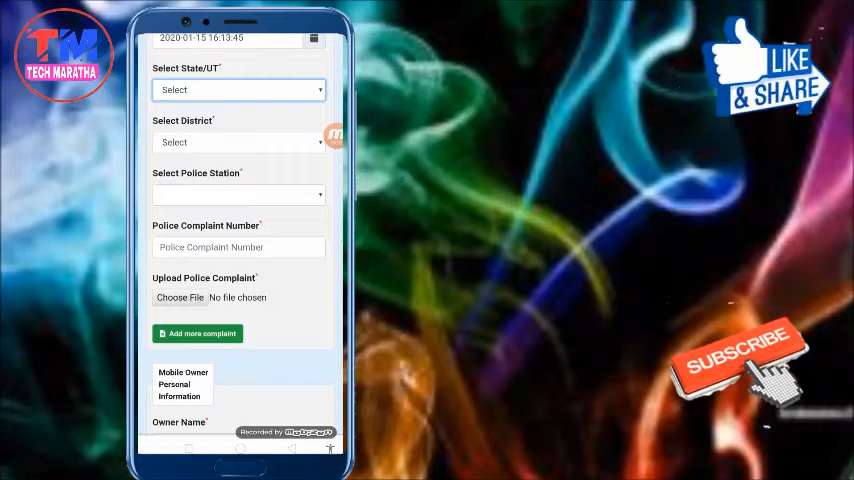 TM
TECH MARATHA
2020-01-15 16:13:45
Select State/UT*
Select
Select District*
Select
Select Police Station*
Police Complaint Number*
Police Complaint Number
Upload Police Complaint*
Choose File No file chosen
Add more complaint
Mobile Owner
Personal
Information
Owner Name*
Recorded by mobizen
LIKE
& SHARE
SUBSCRIBE